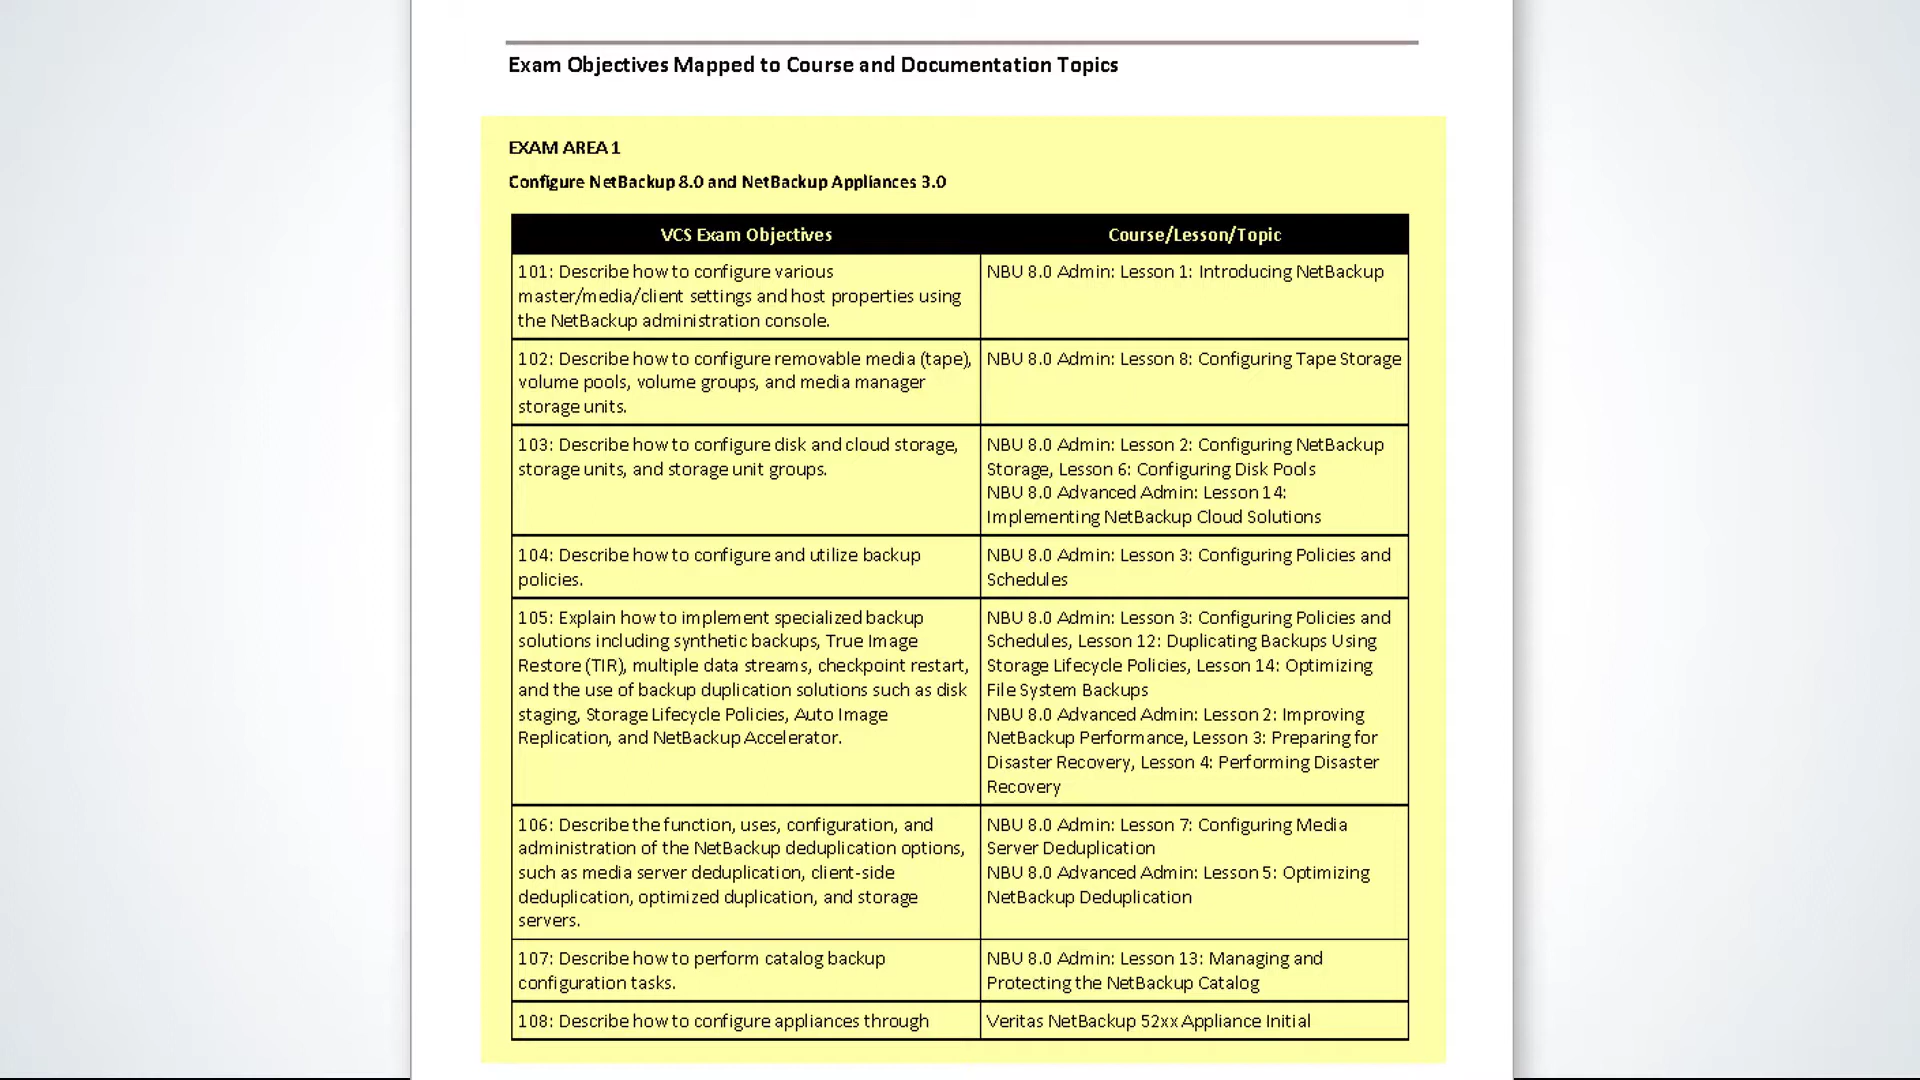 Exam Objectives Mapped to Course and Documentation Topics
EXAM AREA 1
Configure NetBackup 8.0 and NetBackup Appliances 3.0
VCS Exam Objectives
Course/Lesson/Topic
101: Describe how to configure various
master/media/client settings and host properties using
the NetBackup administration console.
NBU 8.0 Admin: Lesson 1: Introducing NetBackup
102: Describe how to configure removable media (tape),
volume pools, volume groups, and media manager
storage units.
NBU 8.0 Admin: Lesson 8: Configuring Tape Storage
103: Describe how to configure disk and cloud storage,
storage units, and storage unit groups.
NBU 8.0 Admin: Lesson 2: Configuring NetBackup
Storage, Lesson 6: Configuring Disk Pools
NBU 8.0 Advanced Admin: Lesson 14:
Implementing NetBackup Cloud Solutions
104: Describe how to configure and utilize backup
policies.
NBU 8.0 Admin: Lesson 3: Configuring Policies and
Schedules
105: Explain how to implement specialized backup
solutions including synthetic backups, True Image
Restore (TIR), multiple data streams, checkpoint restart,
and the use of backup duplication solutions such as disk
staging, Storage Lifecycle Policies, Auto Image
Replication, and NetBackup Accelerator.
NBU 8.0 Admin: Lesson 3: Configuring Policies and
Schedules, Lesson 12: Duplicating Backups Using
Storage Lifecycle Policies, Lesson 14: Optimizing
File System Backups
NBU 8.0 Advanced Admin: Lesson 2: Improving
NetBackup Performance, Lesson 3: Preparing for
Disaster Recovery, Lesson 4: Performing Disaster
Recovery
106: Describe the function, uses, configuration, and
administration of the NetBackup deduplication options,
such as media server deduplication, client-side
deduplication, optimized duplication, and storage
servers.
NBU 8.0 Admin: Lesson 7: Configuring Media
Server Deduplication
NBU 8.0 Advanced Admin: Lesson 5: Optimizing
NetBackup Deduplication
107: Describe how to perform catalog backup
configuration tasks.
NBU 8.0 Admin: Lesson 13: Managing and
Protecting the NetBackup Catalog
108: Describe how to configure appliances through
Veritas NetBackup 52xx Appliance Initial